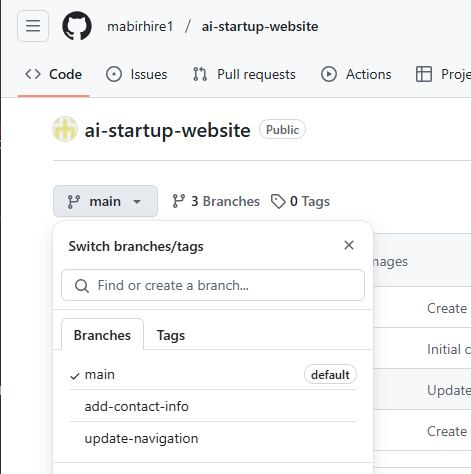 mabirhire1 / ai-startup-website
Code Issues Pull requests Actions
ai-startup-website Public
main 3 Branches 0 Tags
Switch branches/tags
Find or create a branch...
Branches Tags
main default
add-contact-info
update-navigation
Create
Initial
Update
Create